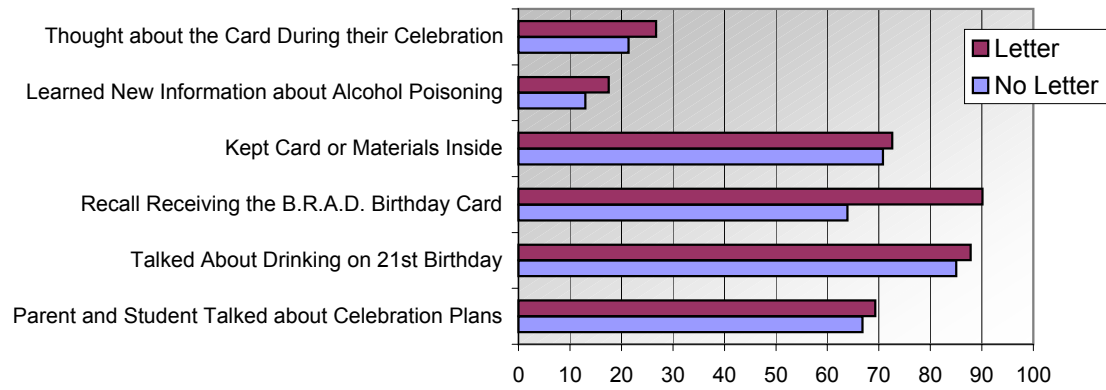 Thought about the Card During their Celebration
Learned New Information about Alcohol Poisoning
Kept Card or Materials Inside
Recall Receiving the B.R.A.D. Birthday Card
Talked About Drinking on 21st Birthday
Parent and Student Talked about Celebration Plans
Letter
No Letter
0 10 20 30 40 50 60 70 80 90 100